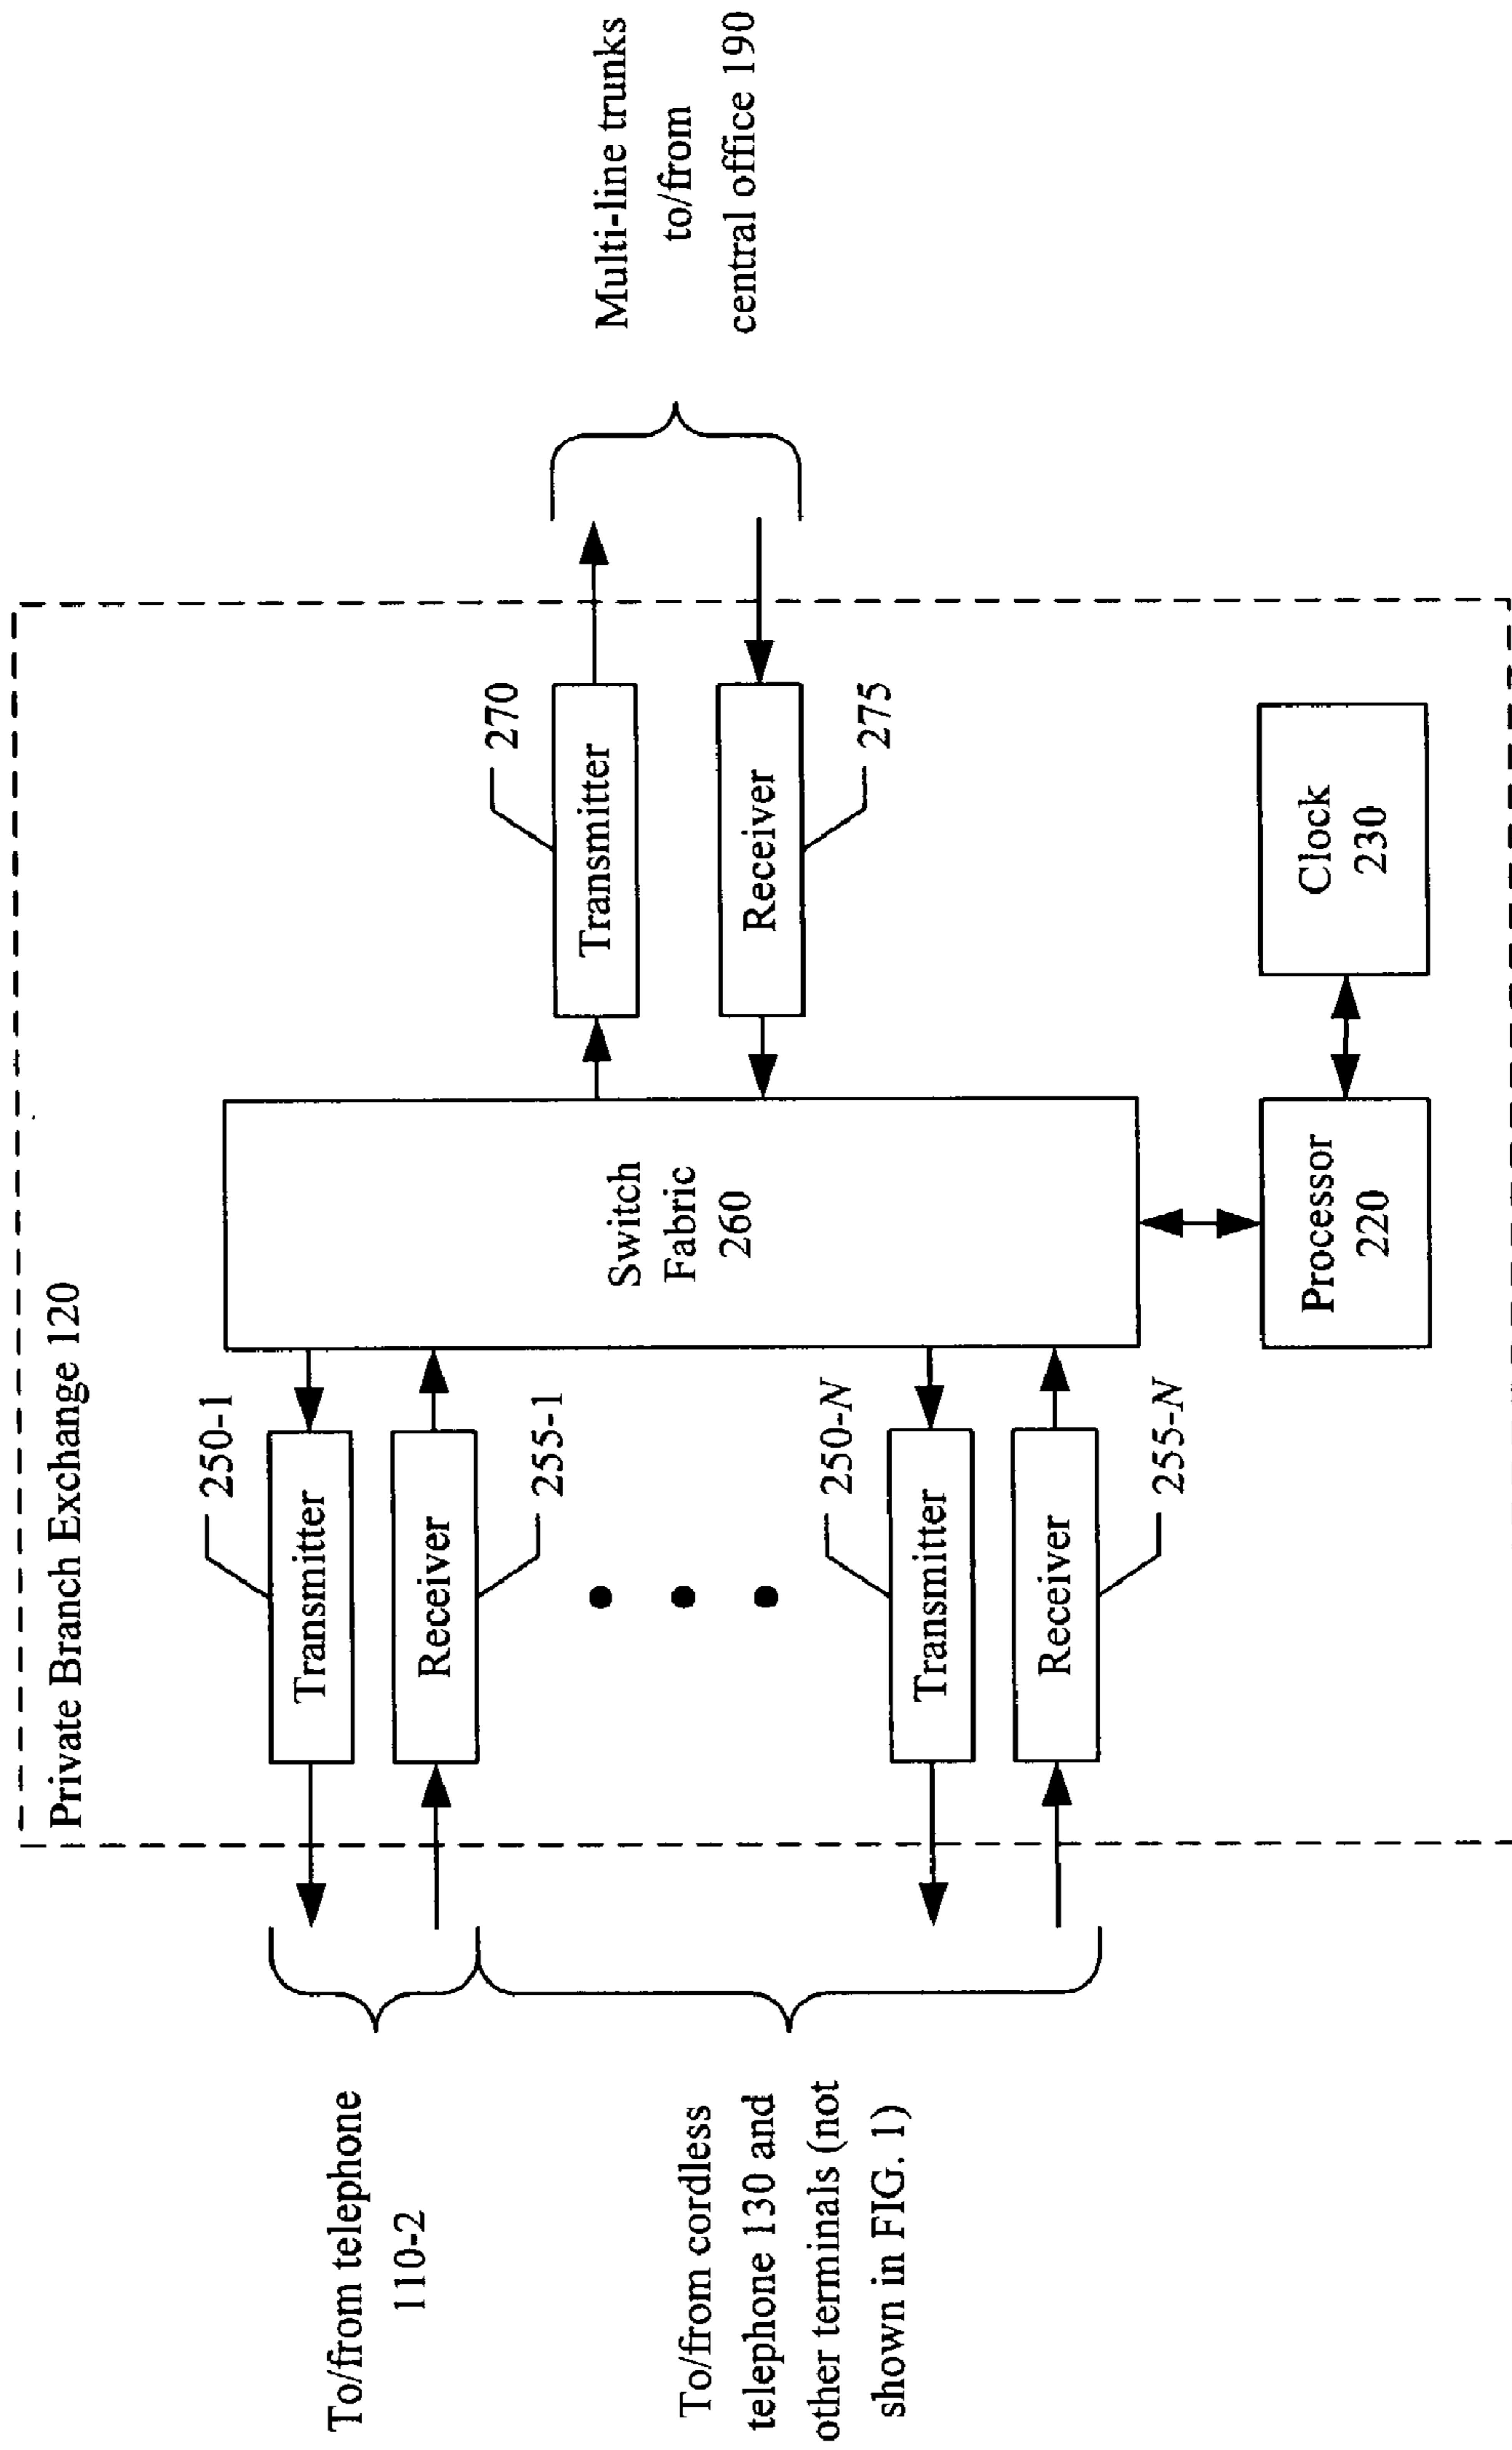 Private Branch Exchange 120
To/from telephone
110-2
To/from cordless
telephone 130 and
other terminals (not
shown in FIG. 1)
250-1
Transmitter
Receiver
255-1
250-N
Transmitter
Receiver
255-N
Switch
Fabric
260
Processor
220
Clock
230
270
Transmitter
Receiver
275
Multi-line trunks
to/from
central office 190